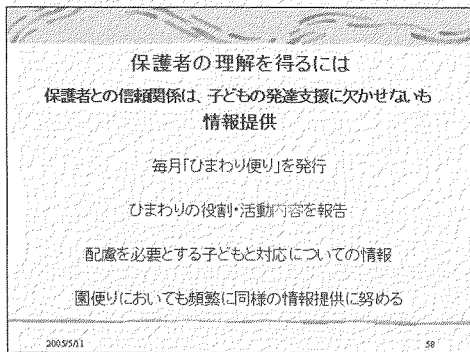 保護者の理解を得るには
保護者との信頼関係は、子どもの発達支援に欠かせないも
情報提供
毎月「ひまわり便り」を発行
ひまわりの役割・活動内容を報告
配慮を必要とする子どもと対応についての情報
園便りにおいても頻繁に同様の情報提供に努める
2005/5/11
58